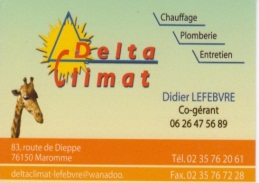 Delta
Climat
Chauffage
Plomberie
Entretien
Didier LEFEBVRE
Co-gérant
06 26 47 56 89
83, route de Dieppe
76150 Maromme
Tél. 02 35 76 20 61
deltaclimat-lefebvre@wanadoo.
Fax. 02 35 76 72 28